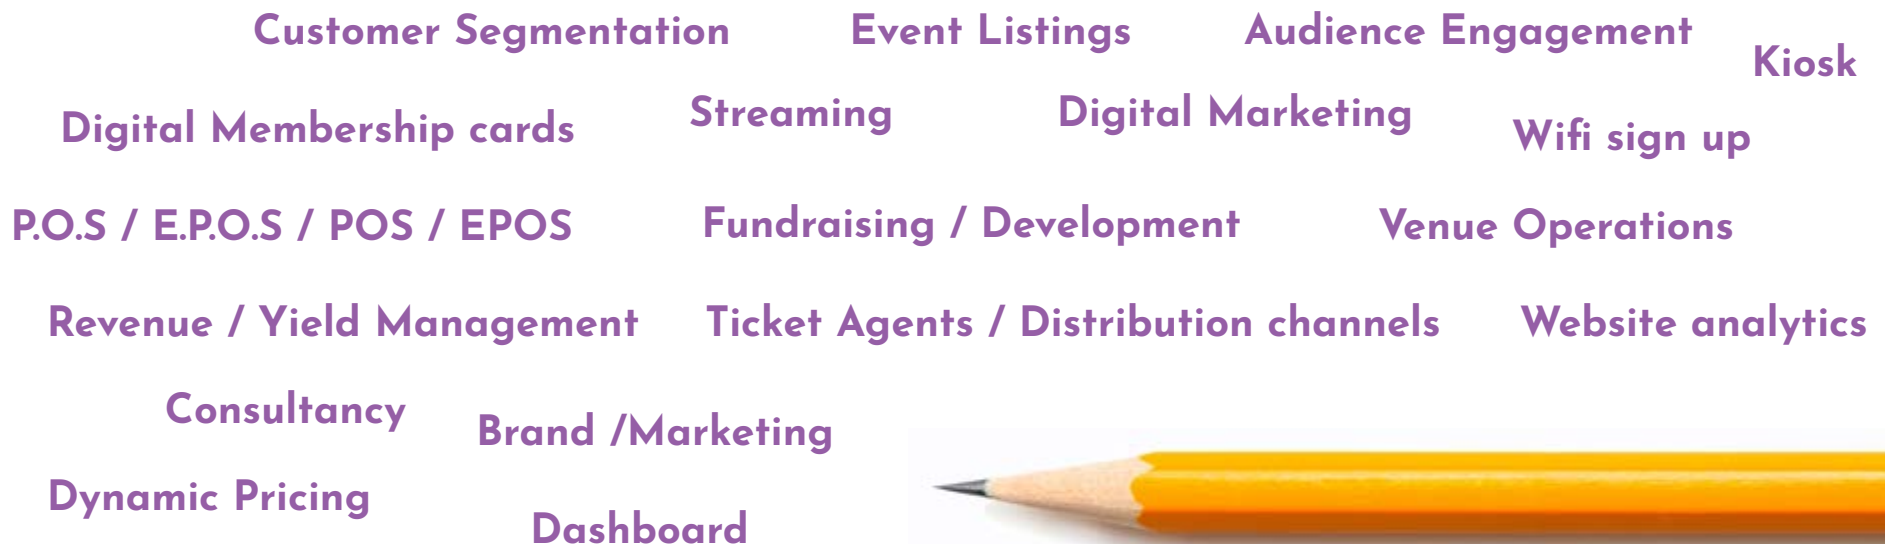 Customer Segmentation
Event Listings
Audience Engagement
Kiosk
Digital Membership cards
Streaming
Digital Marketing
Wifi sign up
P.O.S / E.P.O.S / POS / EPOS
Fundraising / Development
Venue Operations
Revenue / Yield Management
Ticket Agents / Distribution channels
Website analytics
Consultancy
Brand /Marketing
Dynamic Pricing
Dashboard